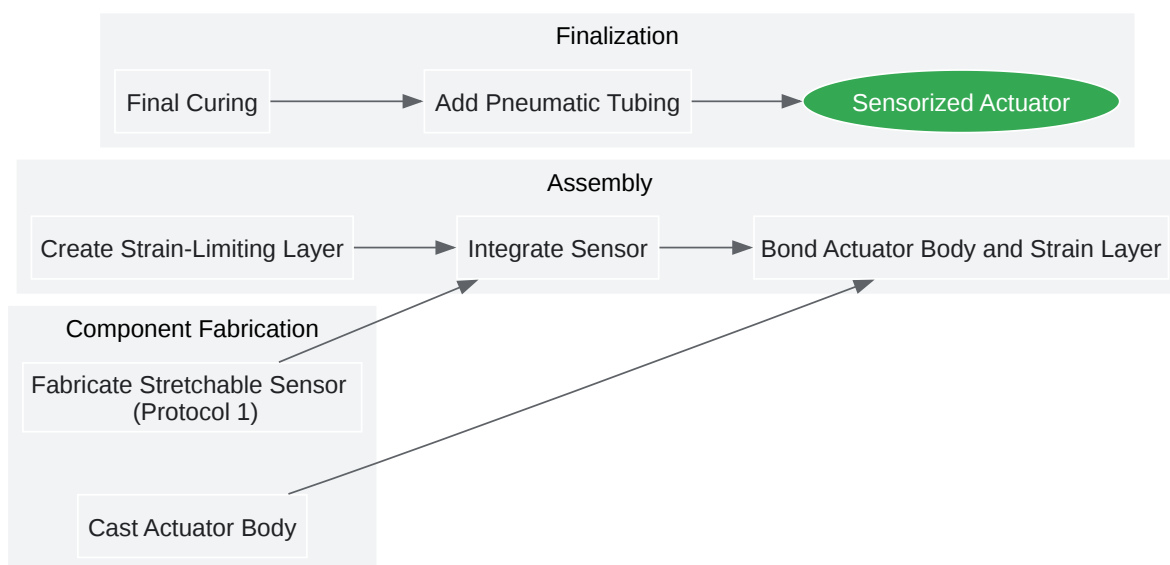 Finalization
Final Curing
Add Pneumatic Tubing
Sensorized Actuator
Assembly
Create Strain-Limiting Layer
Integrate Sensor
Bond Actuator Body and Strain Layer
Component Fabrication
Fabricate Stretchable Sensor
(Protocol 1)
Cast Actuator Body